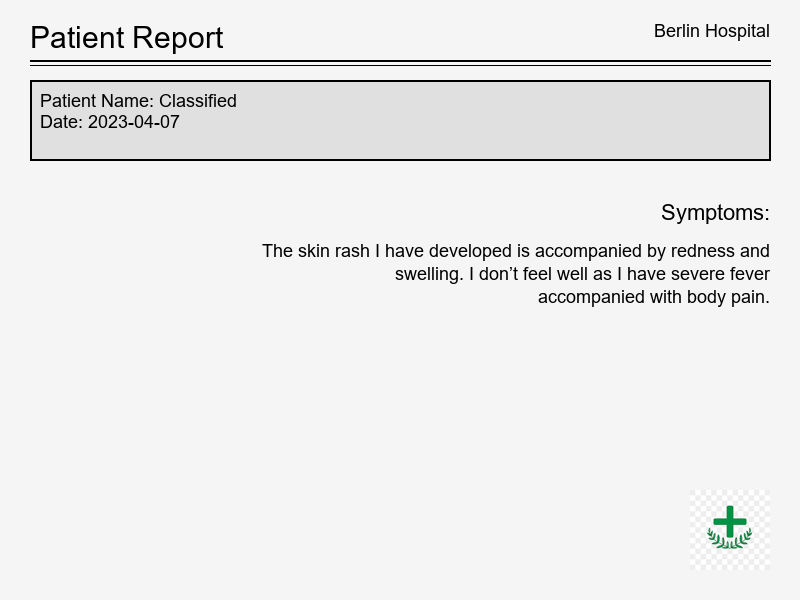 Patient Report
Berlin Hospital
Patient Name: Classified
Date: 2023-04-07
Symptoms:
The skin rash I have developed is accompanied by redness and
swelling. I don’t feel well as I have severe fever
accompanied with body pain.